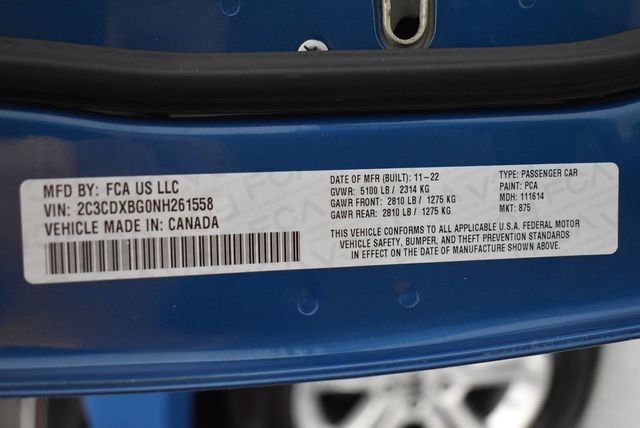 MFD BY: FCA US LLC
VIN: 2C3CDXBG0NH261558
VEHICLE MADE IN: CANADA
DATE OF MFR (BUILT): 11-22
GVWR: 5100 LB / 2314 KG
GAWR FRONT: 2810 LB / 1275 KG
GAWR REAR: 2810 LB / 1275 KG
TYPE: PASSENGER CAR
PAINT: PCA
MDH: 111614
MKT: 875
THIS VEHICLE CONFORMS TO ALL APPLICABLE U.S.A. FEDERAL MOTOR
VEHICLE SAFETY, BUMPER, AND THEFT PREVENTION STANDARDS
IN EFFECT ON THE DATE OF MANUFACTURE SHOWN ABOVE.